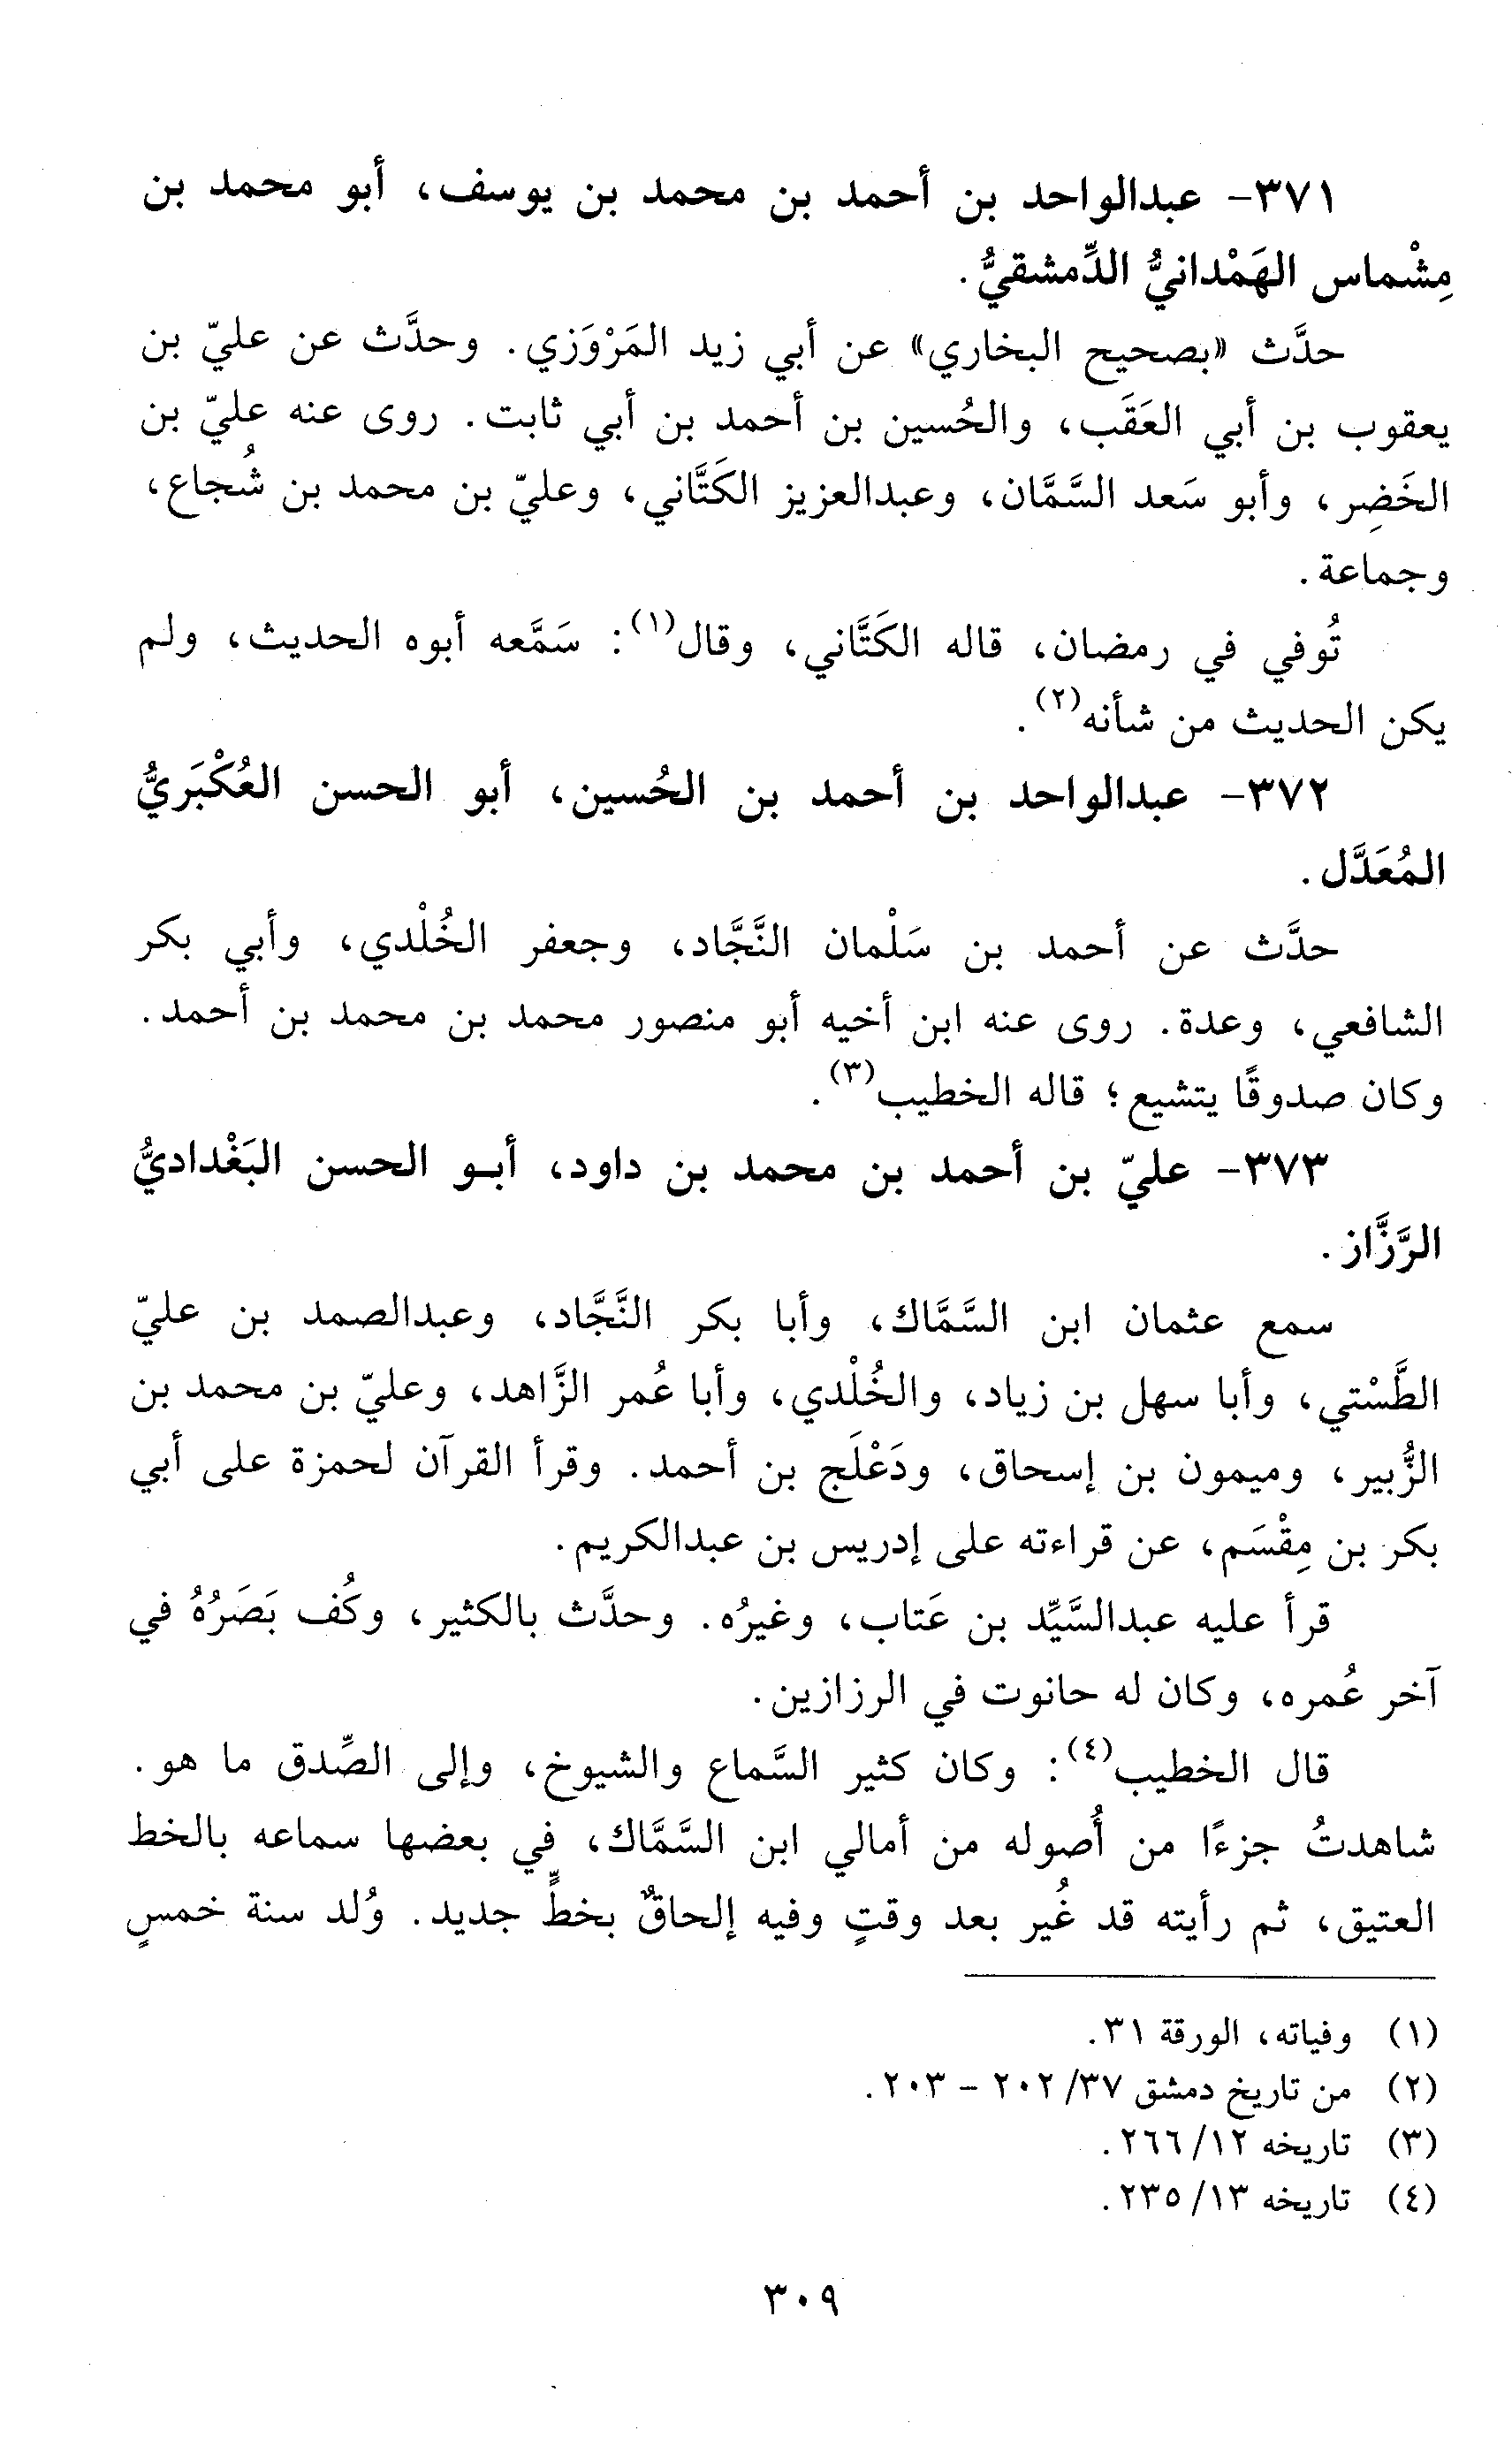 ٣٧١- عبدالواحد بن أحمد بن محمد بن يوسف، أبو محمد بن
مِشْماس الهَمْدانيُّ الدِّمشقيُّ.
حدَّث «بصحيح البخاري» عن أبي زيد المَرْوَزي. وحدَّث عن عليّ بن
يعقوب بن أبي العَقَب، والحُسين بن أحمد بن أبي ثابت. روى عنه عليّ بن
الخَضِر، وأبو سَعد السَّمَّان، وعبدالعزيز الكَتَّاني، وعليّ بن محمد بن شُجاع،
وجماعة.
تُوفي في رمضان، قاله الكَتَّاني، وقال(١): سَمَّعه أبوه الحديث، ولم
يكن الحديث من شأنه(٢).
٣٧٢- عبدالواحد بن أحمد بن الحُسين، أبو الحسن العُكْبَريُّ
المُعَدَّل.
حدَّث عن أحمد بن سَلْمان النَّجَّاد، وجعفر الخُلْدي، وأبي بكر
الشافعي، وعدة. روى عنه ابن أخيه أبو منصور محمد بن محمد بن أحمد.
وكان صدوقًا يتشيع؛ قاله الخطيب(٣).
٣٧٣- عليّ بن أحمد بن محمد بن داود، أبو الحسن البَغْداديُّ
الرَّزَّاز.
سمع عثمان ابن السَّمَّاك، وأبا بكر النَّجَّاد، وعبدالصمد بن عليّ
الطَّسْتي، وأبا سهل بن زياد، والخُلْدي، وأبا عُمر الزَّاهد، وعليّ بن محمد بن
الزُّبير، وميمون بن إسحاق، ودَعْلَج بن أحمد. وقرأ القرآن لحمزة على أبي
بكر بن مِقْسَم، عن قراءته على إدريس بن عبدالكريم.
قرأ عليه عبدالسَّيِّد بن عَتاب، وغيرُه. وحدَّث بالكثير، وكُف بَصَرُهُ في
آخر عُمره، وكان له حانوت في الرزازين.
قال الخطيب(٤): وكان كثير السَّماع والشيوخ، وإلى الصِّدق ما هو.
شاهدتُ جزءًا من أُصوله من أمالي ابن السَّمَّاك، في بعضها سماعه بالخط
العتيق، ثم رأيته قد غُير بعد وقتٍ وفيه إلحاقٌ بخطٍّ جديد. وُلد سنة خمسٍ
(١) وفياته، الورقة ٣١.
(٢) من تاريخ دمشق ٣٧/ ٢٠٢ - ٢٠٣.
(٣) تاريخه ١٢/ ٢٦٦.
(٤) تاريخه ١٣/ ٢٣٥.
٣٠٩